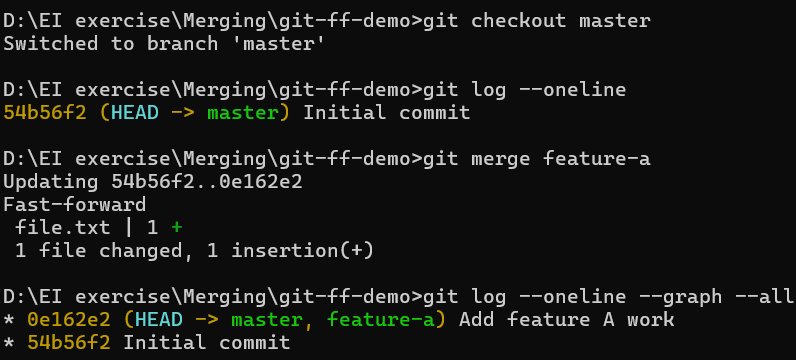 D:\EI exercise\Merging\git-ff-demo>git checkout master
Switched to branch 'master'
D:\EI exercise\Merging\git-ff-demo>git log --oneline
54b56f2 (HEAD -> master) Initial commit
D:\EI exercise\Merging\git-ff-demo>git merge feature-a
Updating 54b56f2..0e162e2
Fast-forward
 file.txt | 1 +
 1 file changed, 1 insertion(+)
D:\EI exercise\Merging\git-ff-demo>git log --oneline --graph --all
* 0e162e2 (HEAD -> master, feature-a) Add feature A work
* 54b56f2 Initial commit